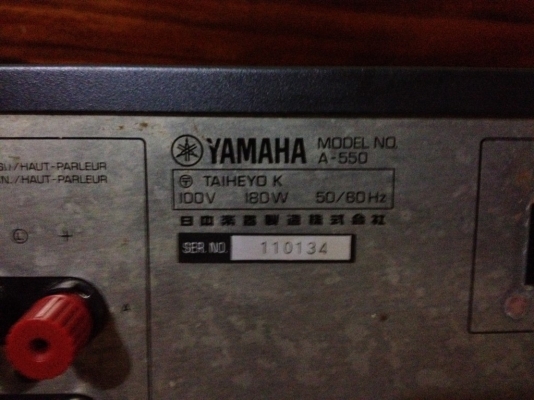 YAMAHA MODEL NO.
A-550
/HAUT-PARLEUR
/HAUT-PARLEUR
〒 TAIHEYO K
100V 180W 50/60Hz
日本楽器製造株式会社
L +
SER. NO. 110134